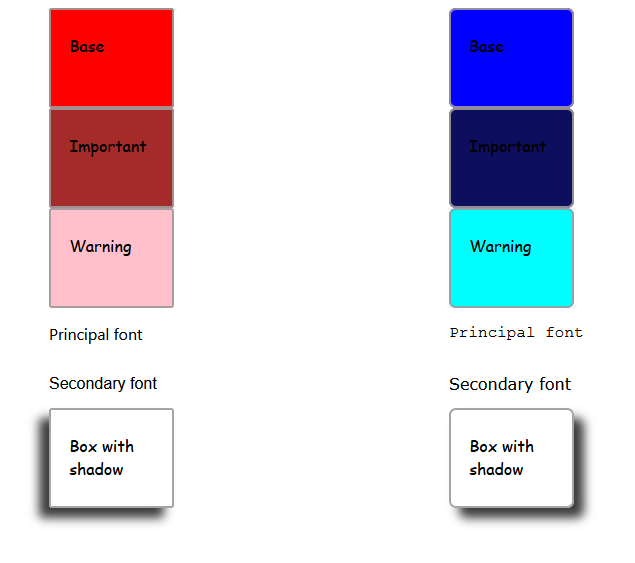 Base
Important
Warning
Principal font
Secondary font
Box with
shadow
Base
Important
Warning
Principal font
Secondary font
Box with
shadow